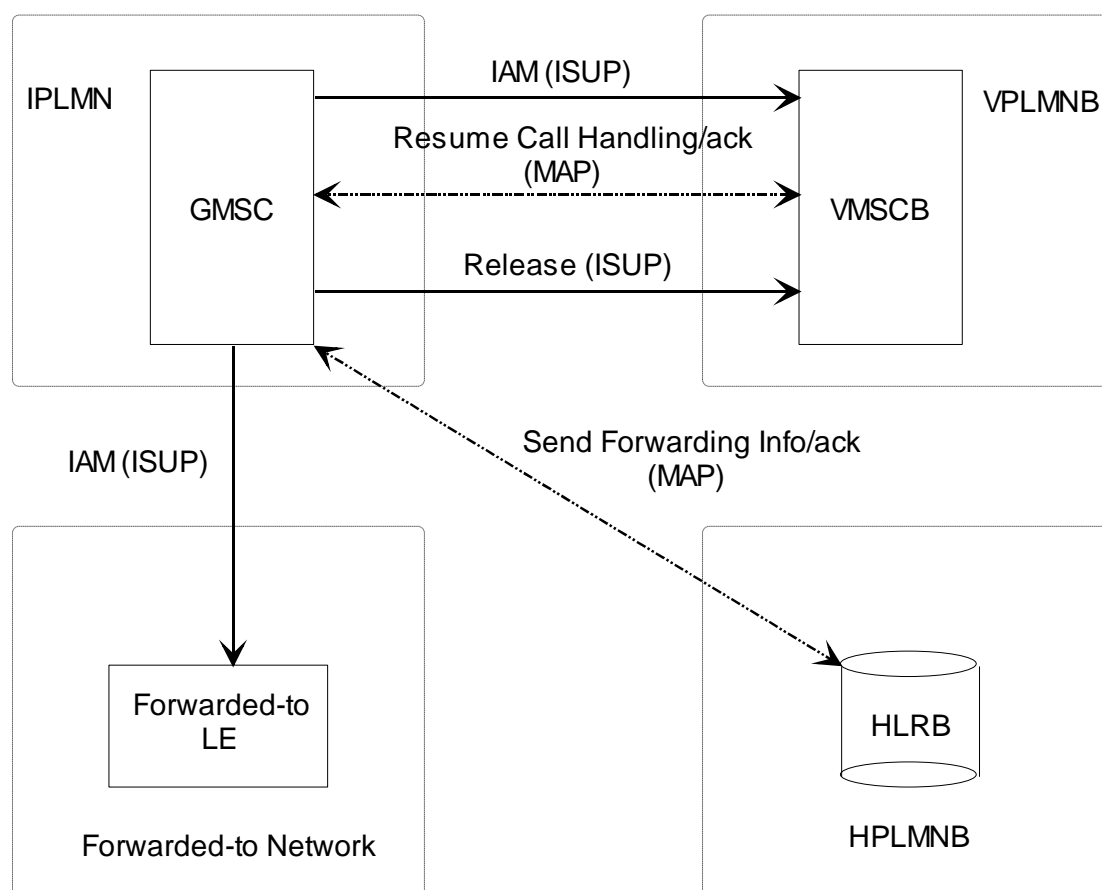 IPLMN
IAM (ISUP)
VPLMNB
Resume Call Handling/ack
(MAP)
GMSC
VMSCB
Release (ISUP)
Send Forwarding Info/ack
(MAP)
IAM (ISUP)
Forwarded-to
LE
HLRB
Forwarded-to Network
HPLMNB